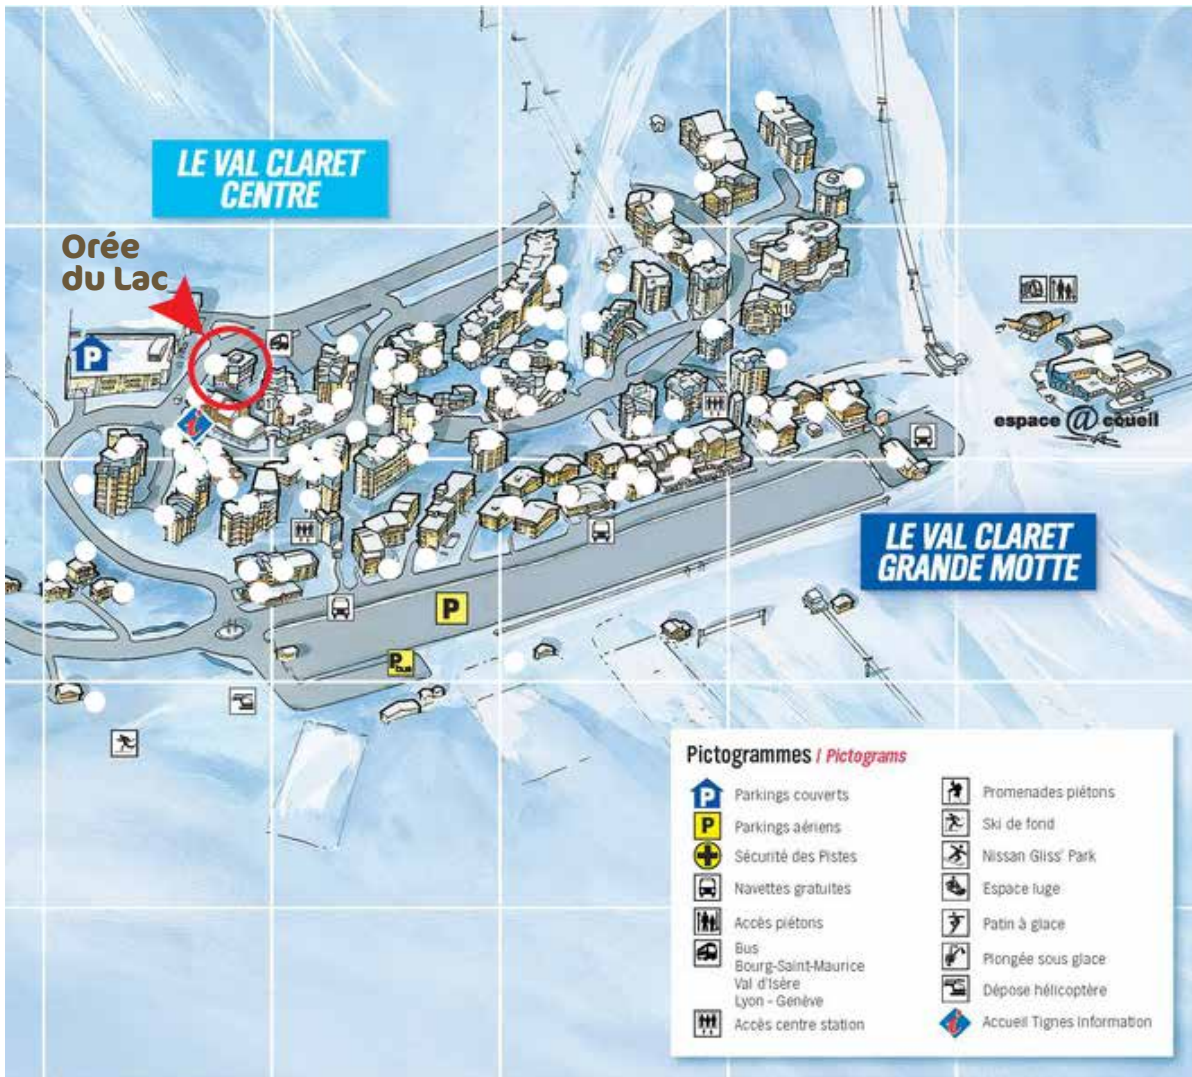 LE VAL CLARET
CENTRE
Orée
du Lac
P
i
espace @ccueil
LE VAL CLARET
GRANDE MOTTE
P
P
bus
Pictogrammes / Pictograms
P Parkings couverts
P Parkings aériens
Sécurité des Pistes
Navettes gratuites
Accès piétons
Bus
Bourg-Saint-Maurice
Val d'Isère
Lyon - Genève
Accès centre station
Promenades piétons
Ski de fond
Nissan Gliss' Park
Espace luge
Patin à glace
Plongée sous glace
Dépose hélicoptère
i Accueil Tignes Information